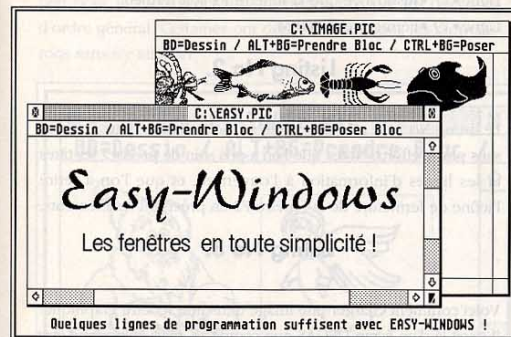 C:\IMAGE.PIC
BD=Dessin / ALT+BG=Prendre Bloc / CTRL+BG=Poser
C:\EASY.PIC
BD=Dessin / ALT+BG=Prendre Bloc / CTRL+BG=Poser Bloc
Easy-Windows
Les fenêtres en toute simplicité !
Quelques lignes de programmation suffisent avec EASY-WINDOWS !